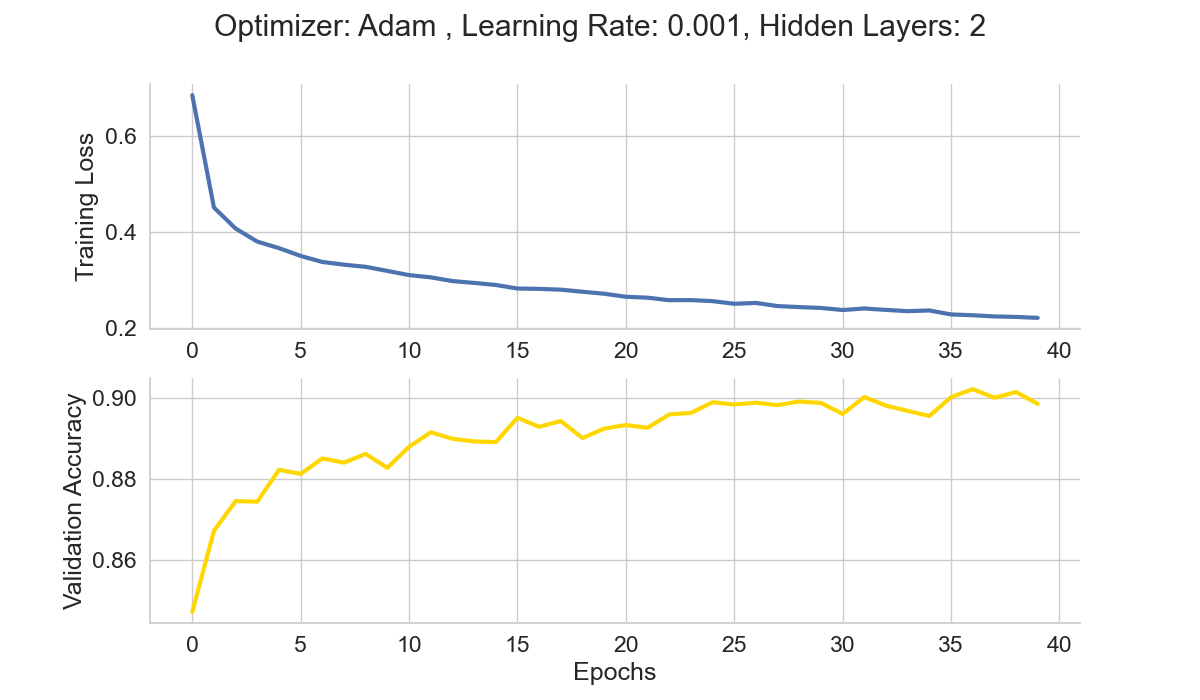 Optimizer: Adam , Learning Rate: 0.001, Hidden Layers: 2
Training Loss
0.6
0.4
0.2
0 5 10 15 20 25 30 35 40
Validation Accuracy
0.90
0.88
0.86
0 5 10 15 20 25 30 35 40
Epochs